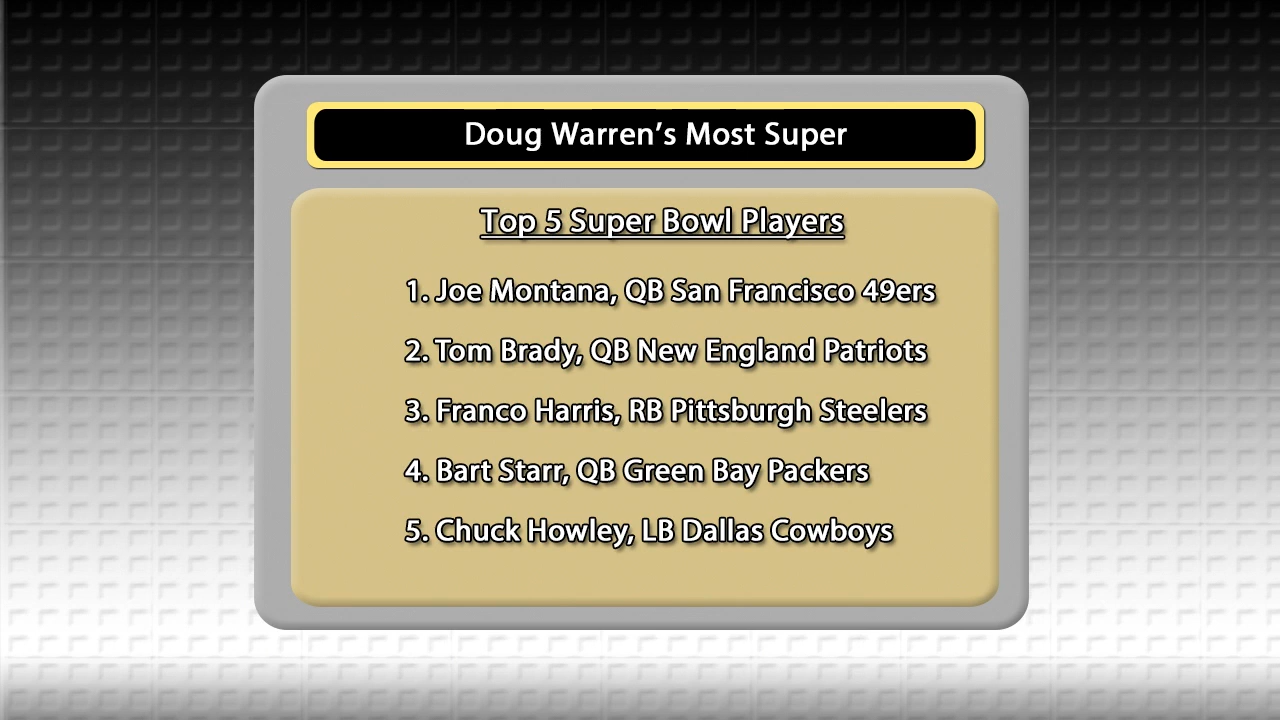 Doug Warren's Most Super
Top 5 Super Bowl Players
1. Joe Montana, QB San Francisco 49ers
2. Tom Brady, QB New England Patriots
3. Franco Harris, RB Pittsburgh Steelers
4. Bart Starr, QB Green Bay Packers
5. Chuck Howley, LB Dallas Cowboys